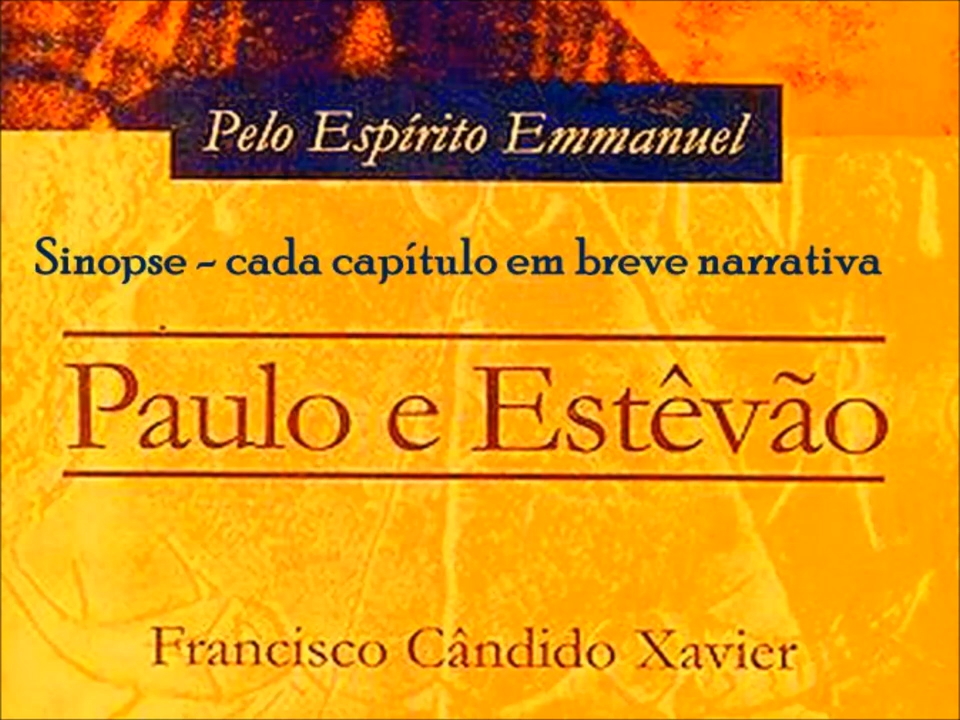 Pelo Espírito Emmanuel
Sinopse - cada capítulo em breve narrativa
Paulo e Estêvão
Francisco Cândido Xavier